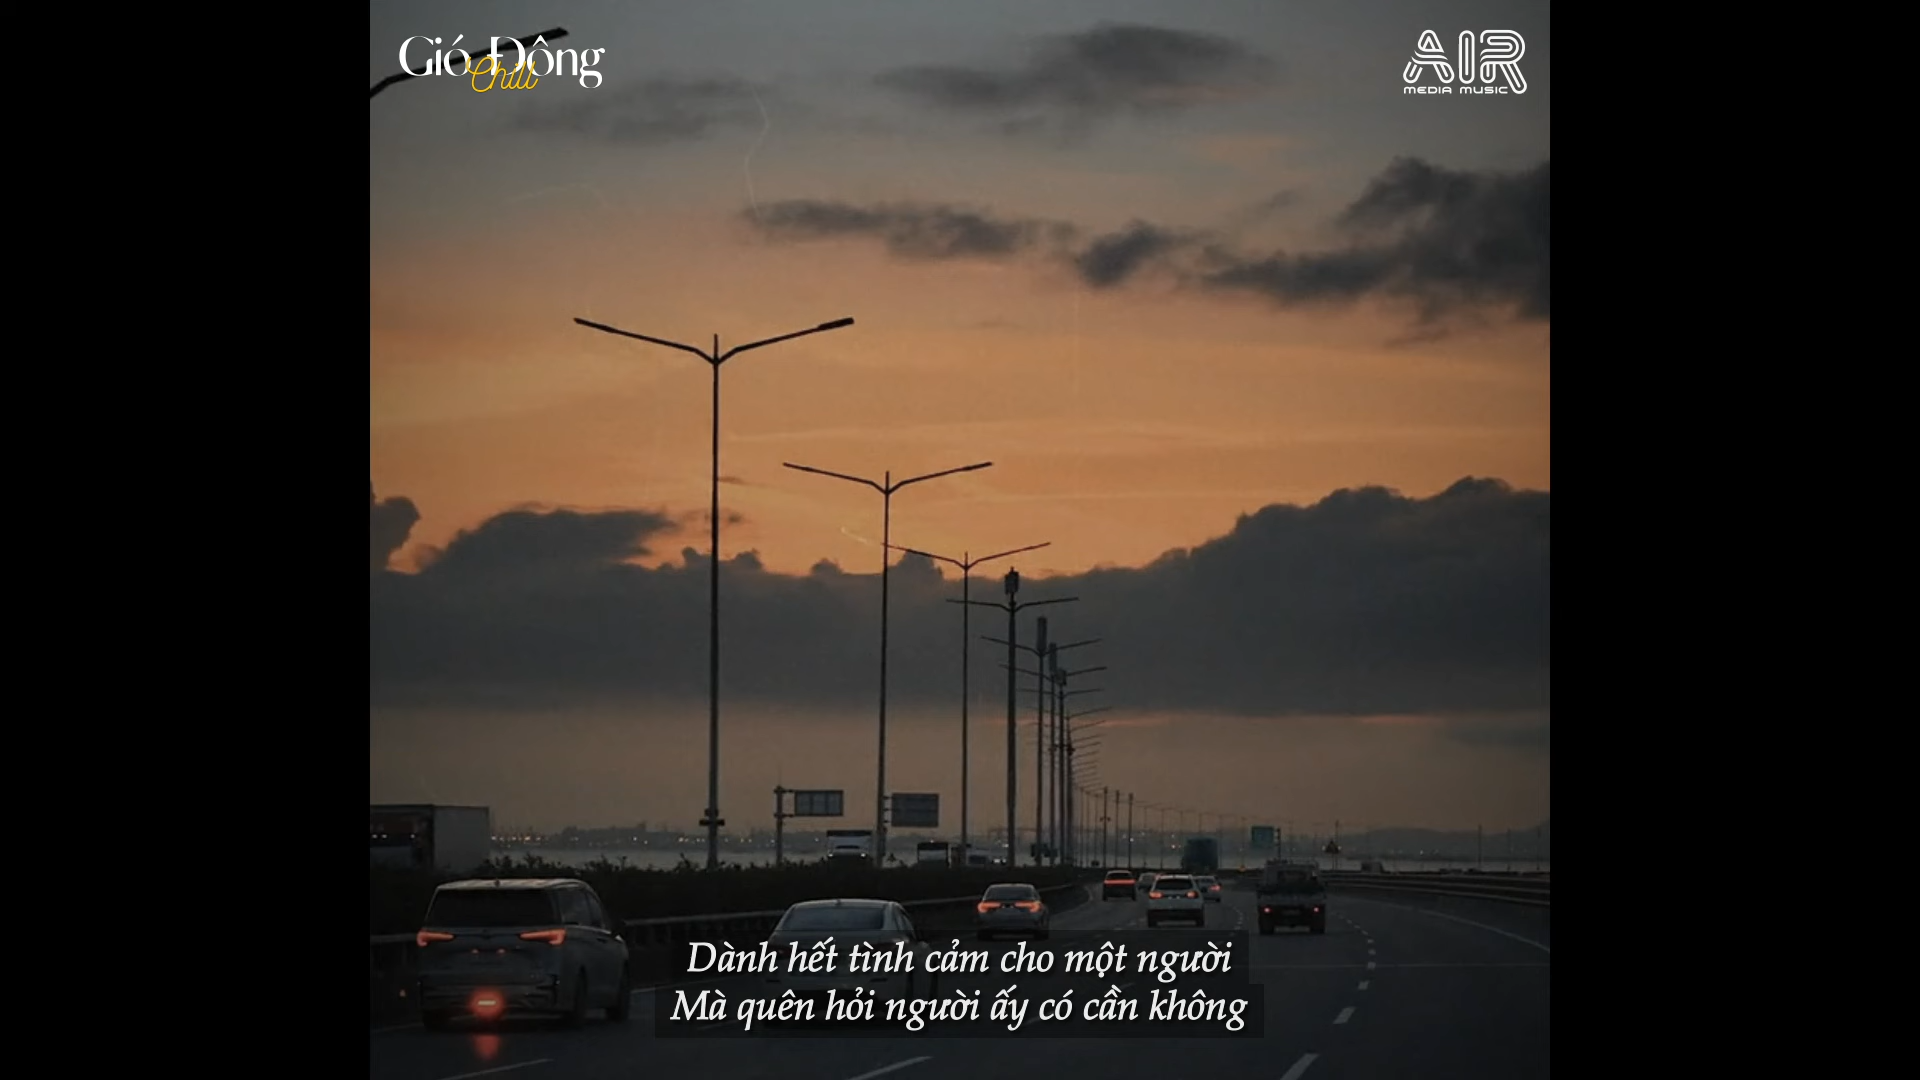 Gió Đông
Chill
AIR
MEDIA MUSIC
Dành hết tình cảm cho một người
Mà quên hỏi người ấy có cần không